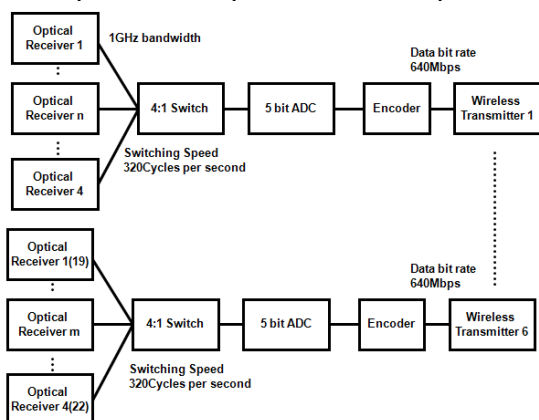 Optical
Receiver 1
1GHz bandwidth
Optical
Receiver n
Optical
Receiver 4
4:1 Switch
Switching Speed
320Cycles per second
5 bit ADC
Encoder
Data bit rate
640Mbps
Wireless
Transmitter 1
Optical
Receiver 1(19)
Optical
Receiver m
Optical
Receiver 4(22)
4:1 Switch
Switching Speed
320Cycles per second
5 bit ADC
Encoder
Data bit rate
640Mbps
Wireless
Transmitter 6